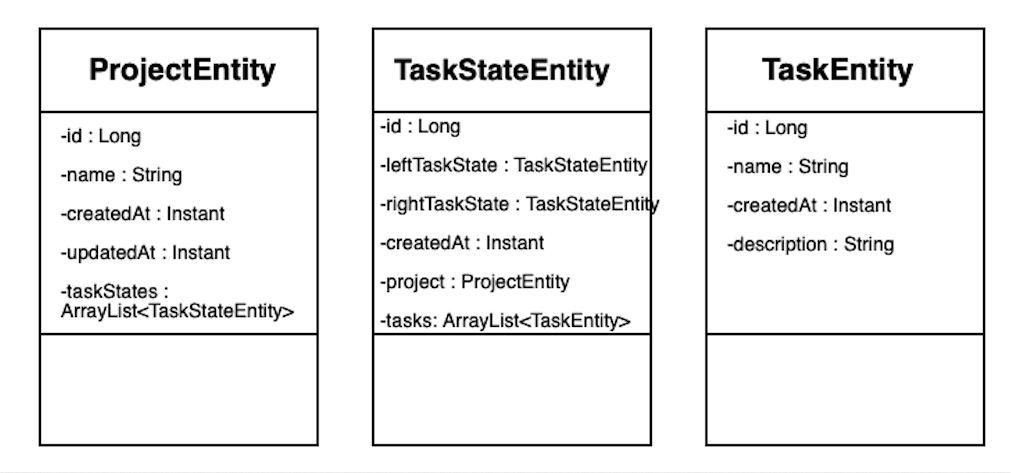 ProjectEntity
-id : Long
-name : String
-createdAt : Instant
-updatedAt : Instant
-taskStates :
ArrayList<TaskStateEntity>
TaskStateEntity
-id : Long
-leftTaskState : TaskStateEntity
-rightTaskState : TaskStateEntity
-createdAt : Instant
-project : ProjectEntity
-tasks: ArrayList<TaskEntity>
TaskEntity
-id : Long
-name : String
-createdAt : Instant
-description : String